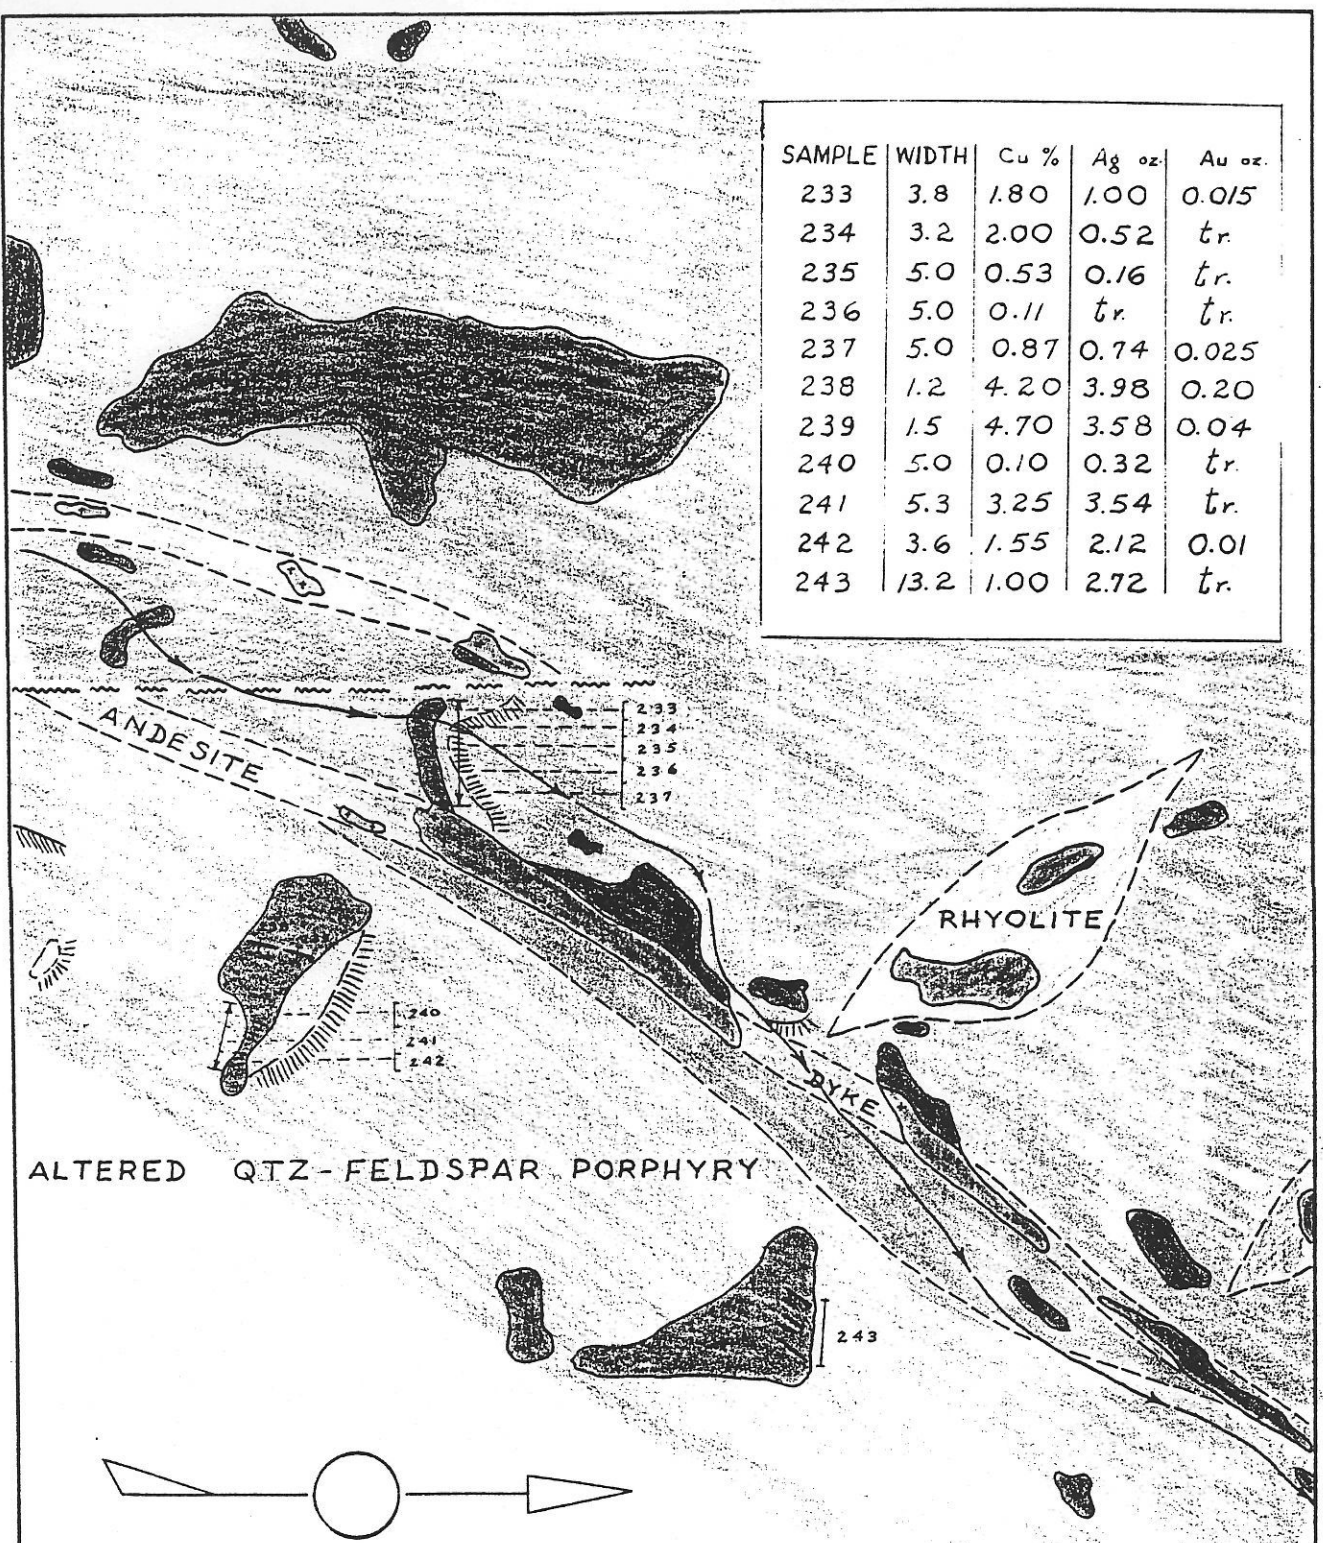 SAMPLE WIDTH Cu % Ag oz. Au oz.
233 3.8 1.80 1.00 0.015
234 3.2 2.00 0.52 tr.
235 5.0 0.53 0.16 tr.
236 5.0 0.11 tr. tr.
237 5.0 0.87 0.74 0.025
238 1.2 4.20 3.98 0.20
239 1.5 4.70 3.58 0.04
240 5.0 0.10 0.32 tr.
241 5.3 3.25 3.54 tr.
242 3.6 1.55 2.12 0.01
243 13.2 1.00 2.72 tr.
ANDESITE
233
234
235
236
237
RHYOLITE
240
241
242
DYKE
ALTERED QTZ-FELDSPAR PORPHYRY
243